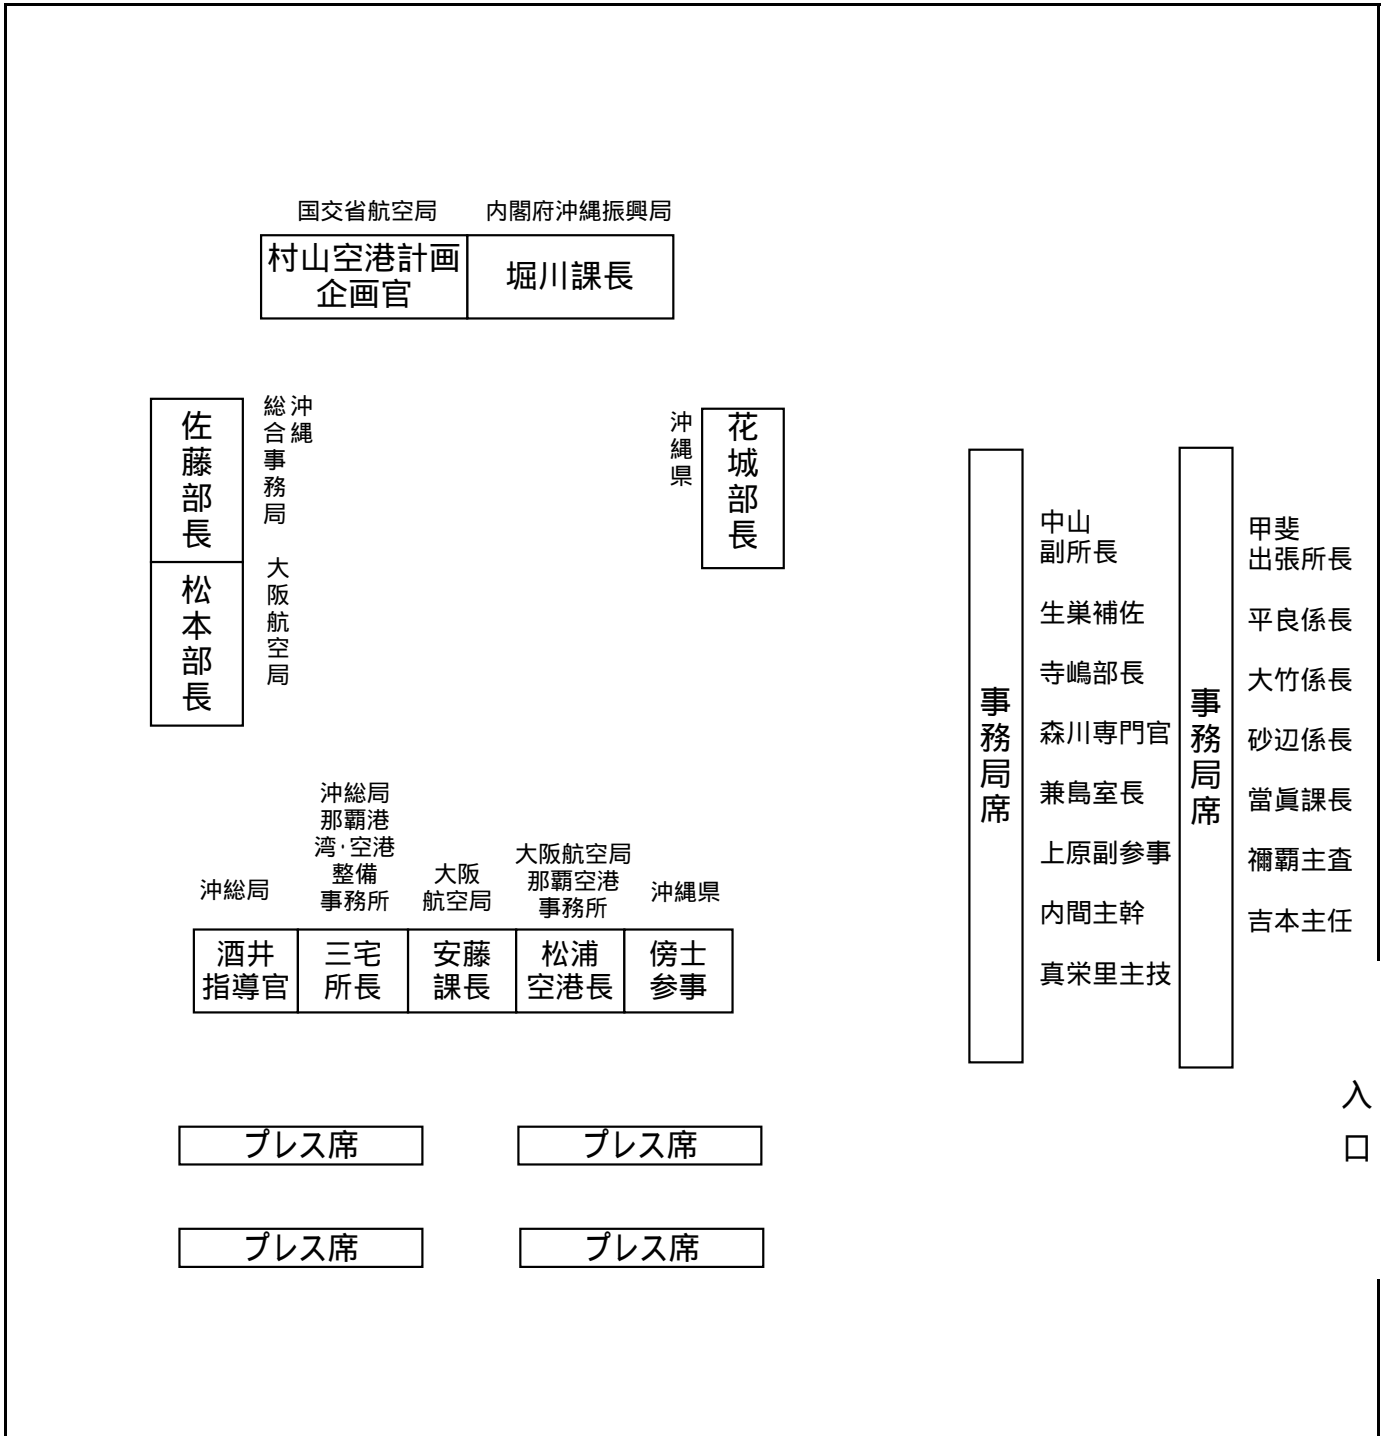 国交省航空局
内閣府沖縄振興局
村山空港計画
企画官
堀川課長
佐藤部長
沖縄
総合事務局
松本部長
大阪航空局
沖縄県
花城部長
沖総局
酒井
指導官
沖総局
那覇港
湾・空港
整備
事務所
三宅
所長
大阪
航空局
安藤
課長
大阪航空局
那覇空港
事務所
松浦
空港長
沖縄県
傍士
参事
プレス席
プレス席
プレス席
プレス席
事務局席
中山
副所長
生巣補佐
寺嶋部長
森川専門官
兼島室長
上原副参事
内間主幹
真栄里主技
事務局席
甲斐
出張所長
平良係長
大竹係長
砂辺係長
當眞課長
禰覇主査
吉本主任
入口